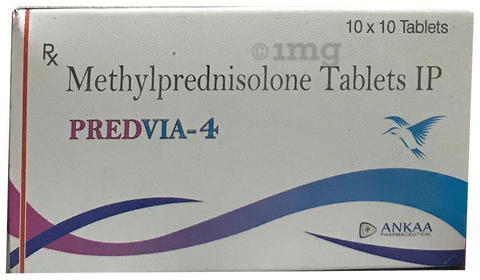 10 x 10 Tablets
Rx
©1mg
Methylprednisolone Tablets IP
PREDVIA-4
ANKAA
PHARMACEUTICAL